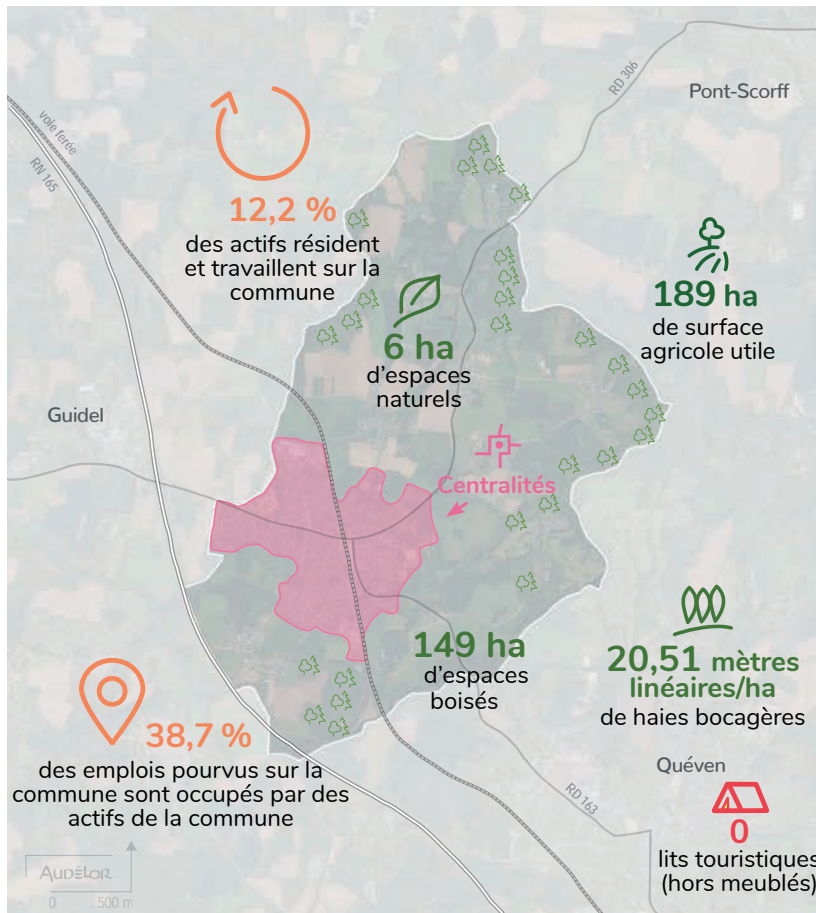 RD 306
Pont-Scorff
voie ferée
RN 165
12,2 %
des actifs résident
et travaillent sur la
commune
189 ha
de surface
agricole utile
6 ha
d'espaces
naturels
Guidel
Centralités
149 ha
d'espaces
boisés
20,51 mètres
linéaires/ha
de haies bocagères
38,7 %
des emplois pourvus sur la
commune sont occupés par des
actifs de la commune
Quéven
RD 163
0
lits touristiques
(hors meublés)
AUDÉLOR
0 500 m